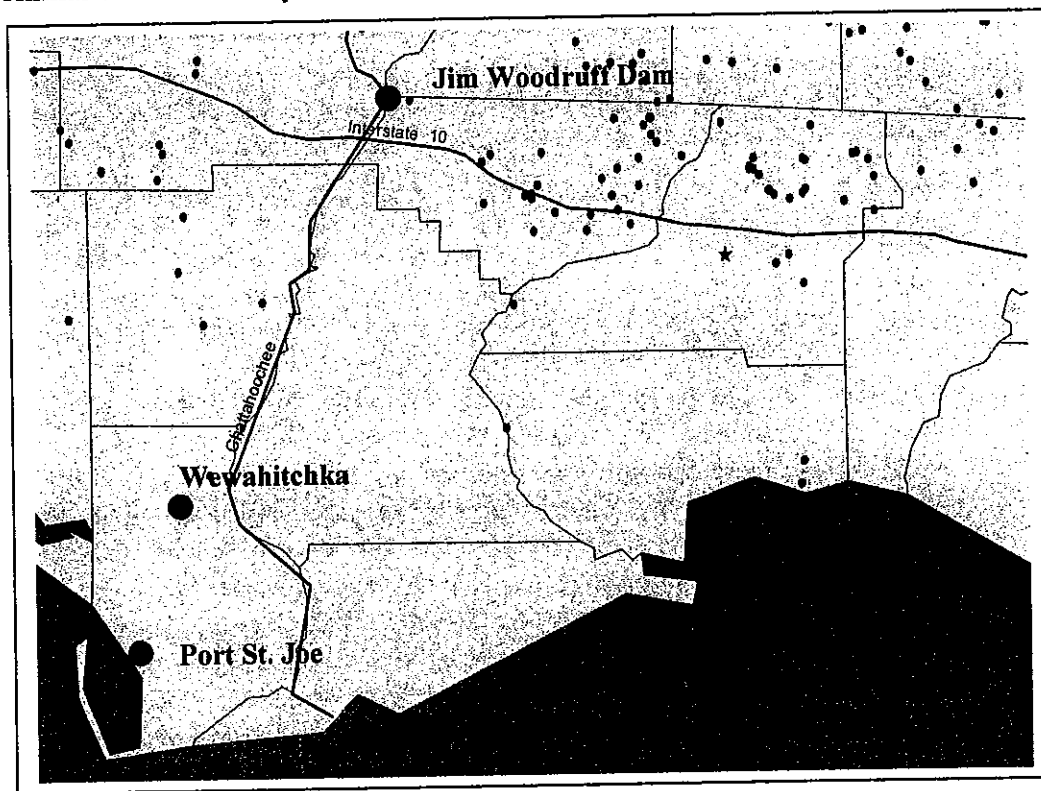 Jim Woodruff Dam
Interstate 10
Chattahoochee
Wewahitchka
Port St. Joe